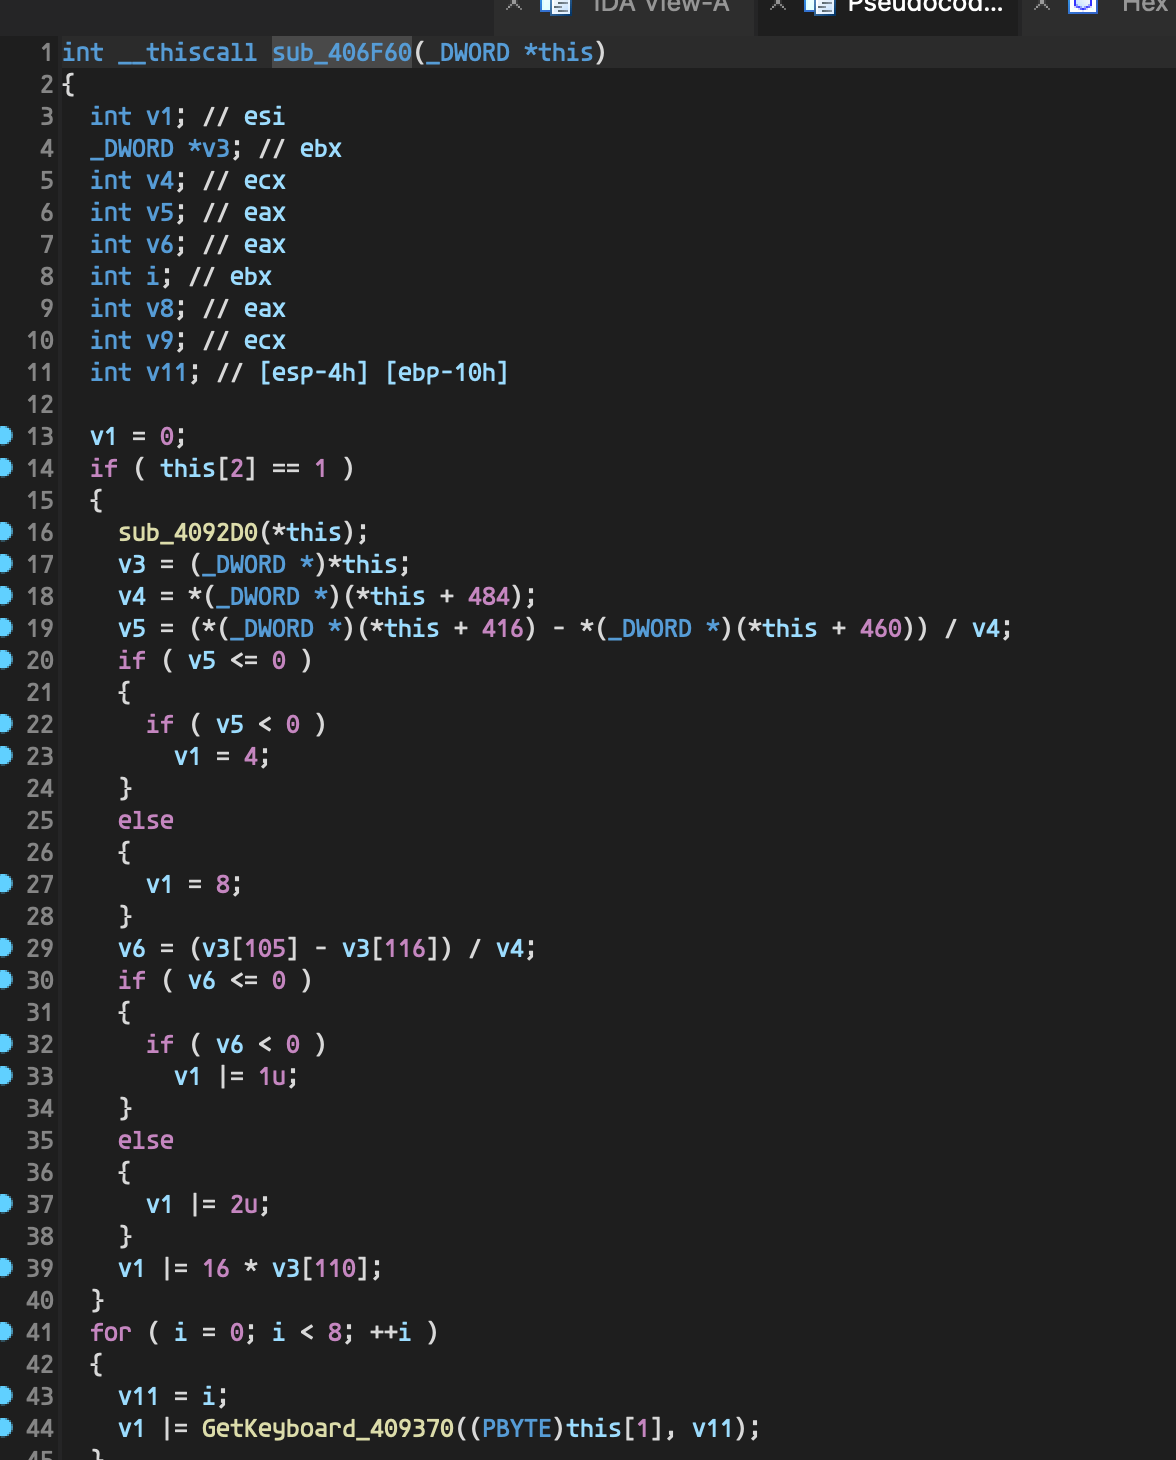 IDA View-A Pseudocod... Hex
1 int __thiscall sub_406F60(_DWORD *this)
2 {
3 int v1; // esi
4 _DWORD *v3; // ebx
5 int v4; // ecx
6 int v5; // eax
7 int v6; // eax
8 int i; // ebx
9 int v8; // eax
10 int v9; // ecx
11 int v11; // [esp-4h] [ebp-10h]
12
13 v1 = 0;
14 if ( this[2] == 1 )
15 {
16 sub_4092D0(*this);
17 v3 = (_DWORD *)*this;
18 v4 = *(_DWORD *)(*this + 484);
19 v5 = (*(_DWORD *)(*this + 416) - *(_DWORD *)(*this + 460)) / v4;
20 if ( v5 <= 0 )
21 {
22 if ( v5 < 0 )
23 v1 = 4;
24 }
25 else
26 {
27 v1 = 8;
28 }
29 v6 = (v3[105] - v3[116]) / v4;
30 if ( v6 <= 0 )
31 {
32 if ( v6 < 0 )
33 v1 |= 1u;
34 }
35 else
36 {
37 v1 |= 2u;
38 }
39 v1 |= 16 * v3[110];
40 }
41 for ( i = 0; i < 8; ++i )
42 {
43 v11 = i;
44 v1 |= GetKeyboard_409370((PBYTE)this[1], v11);
45 }